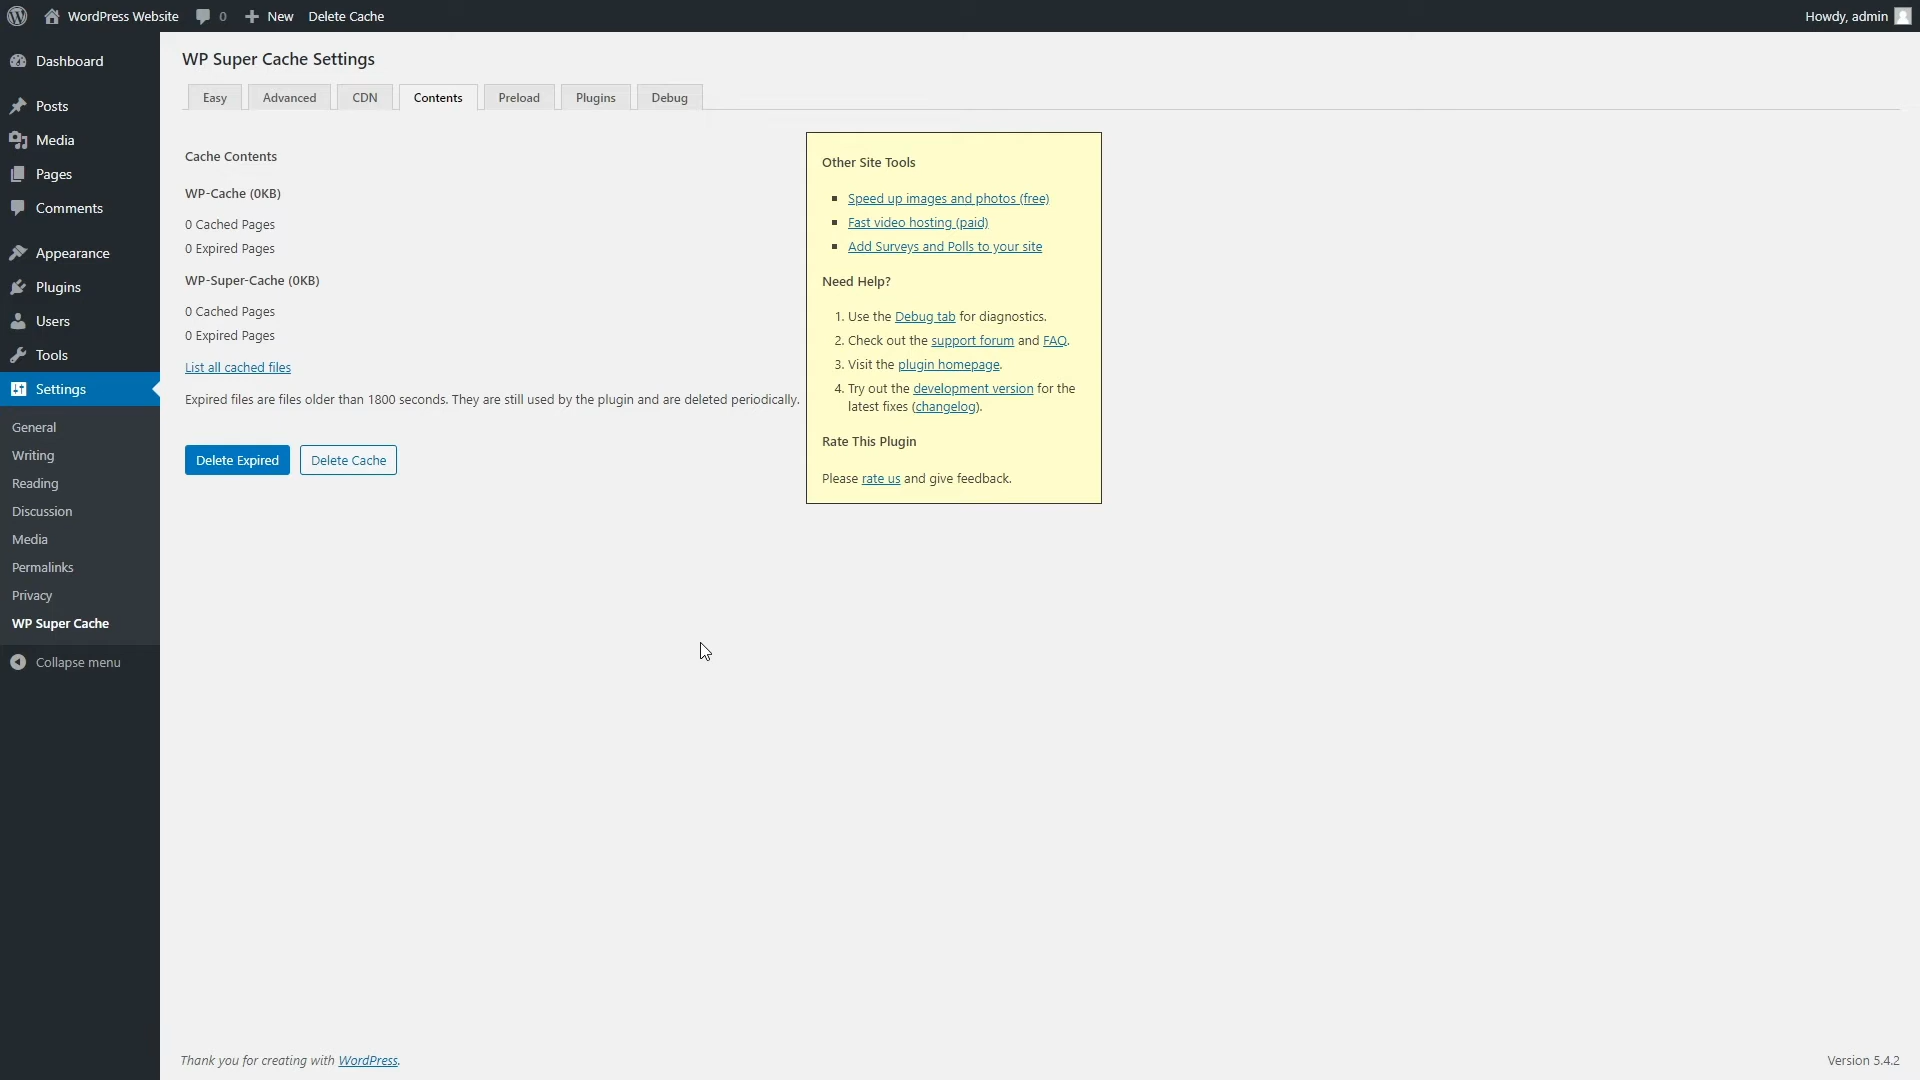 WordPress Website 0 New Delete Cache Howdy, admin
Dashboard
Posts
Media
Pages
Comments
Appearance
Plugins
Users
Tools
Settings
General
Writing
Reading
Discussion
Media
Permalinks
Privacy
WP Super Cache
Collapse menu
WP Super Cache Settings
Easy Advanced CDN Contents Preload Plugins Debug
Cache Contents
WP-Cache (0KB)
0 Cached Pages
0 Expired Pages
WP-Super-Cache (0KB)
0 Cached Pages
0 Expired Pages
List all cached files
Expired files are files older than 1800 seconds. They are still used by the plugin and are deleted periodically.
Delete Expired Delete Cache
Other Site Tools
Speed up images and photos (free)
Fast video hosting (paid)
Add Surveys and Polls to your site
Need Help?
1. Use the Debug tab for diagnostics.
2. Check out the support forum and FAQ.
3. Visit the plugin homepage.
4. Try out the development version for the
latest fixes (changelog).
Rate This Plugin
Please rate us and give feedback.
Thank you for creating with WordPress.
Version 5.4.2